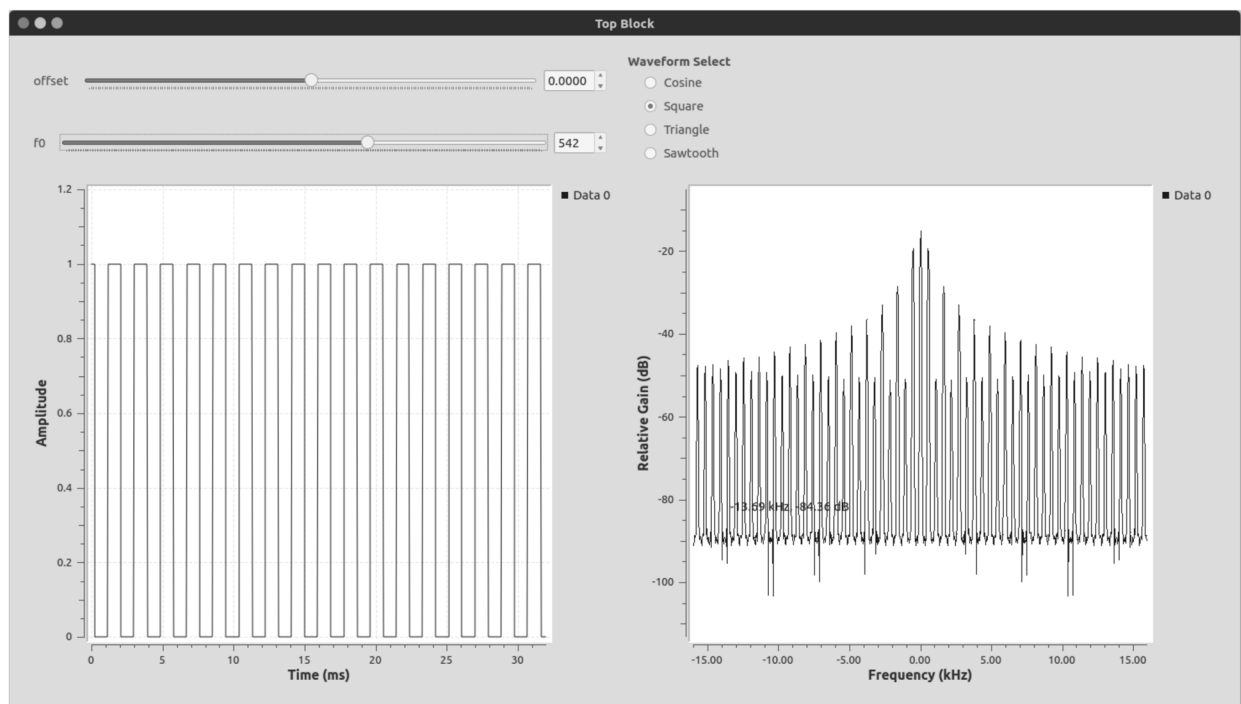 Top Block
offset
0.0000
Waveform Select
Cosine
Square
Triangle
Sawtooth
f0
542
1.2
1
0.8
0.6
0.4
0.2
0
Amplitude
0
5
10
15
20
25
30
Time (ms)
Data 0
-20
-40
-60
-80
-100
Relative Gain (dB)
-13.69 kHz, -84.36 dB
-15.00
-10.00
-5.00
0.00
5.00
10.00
15.00
Frequency (kHz)
Data 0